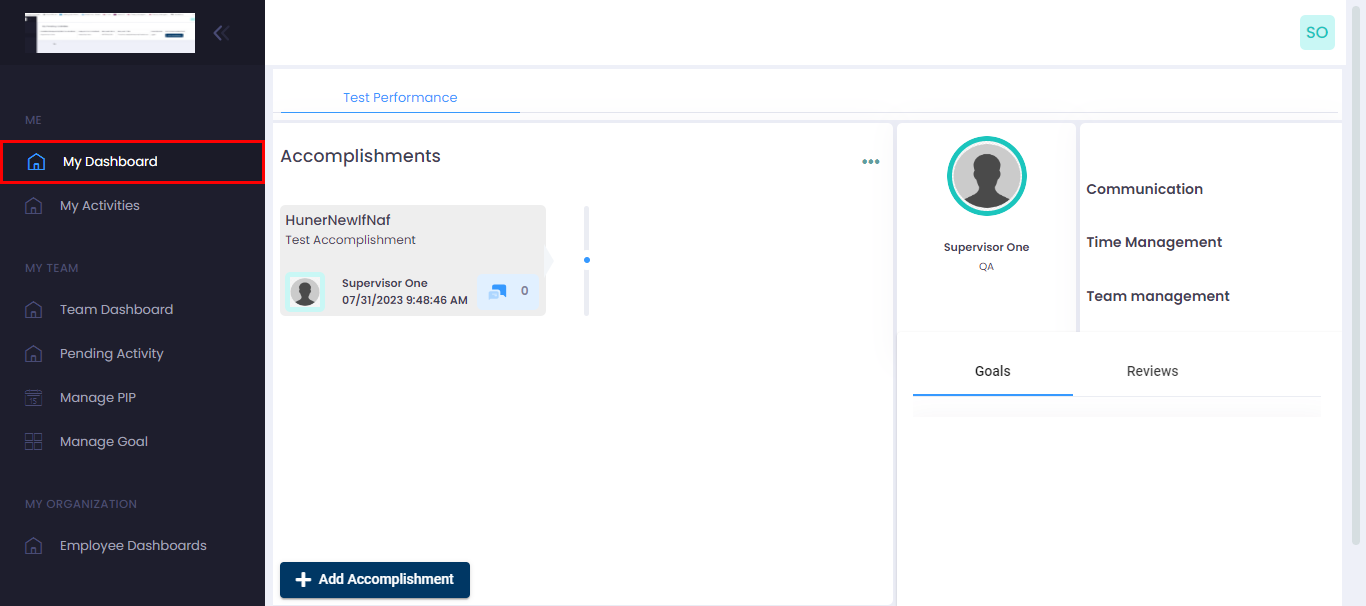 SO
ME
My Dashboard
My Activities
MY TEAM
Team Dashboard
Pending Activity
Manage PIP
Manage Goal
MY ORGANIZATION
Employee Dashboards
Test Performance
Accomplishments
HunerNewIfNaf
Test Accomplishment
Supervisor One
07/31/2023 9:48:46 AM
0
Add Accomplishment
Supervisor One
QA
Communication
Time Management
Team management
Goals
Reviews